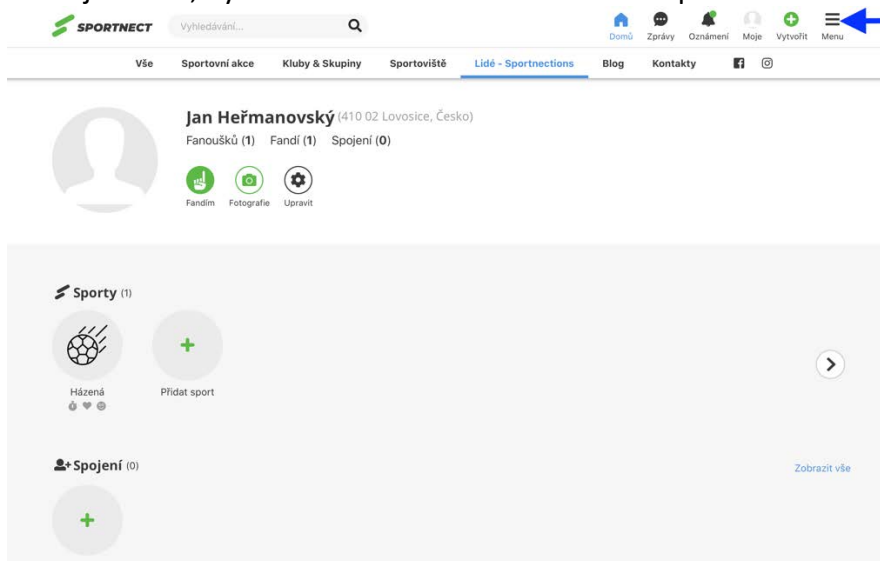 SPORTNECT
Vyhledávání...
Domů Zprávy Oznámení Moje Vytvořit Menu
Vše Sportovní akce Kluby & Skupiny Sportoviště Lidé - Sportnections Blog Kontakty
Jan Heřmanovský (410 02 Lovosice, Česko)
Fanoušků (1) Fandí (1) Spojení (0)
Fandím Fotografie Upravit
Sporty (1)
Házená Přidat sport
Spojení (0)
Zobrazit vše